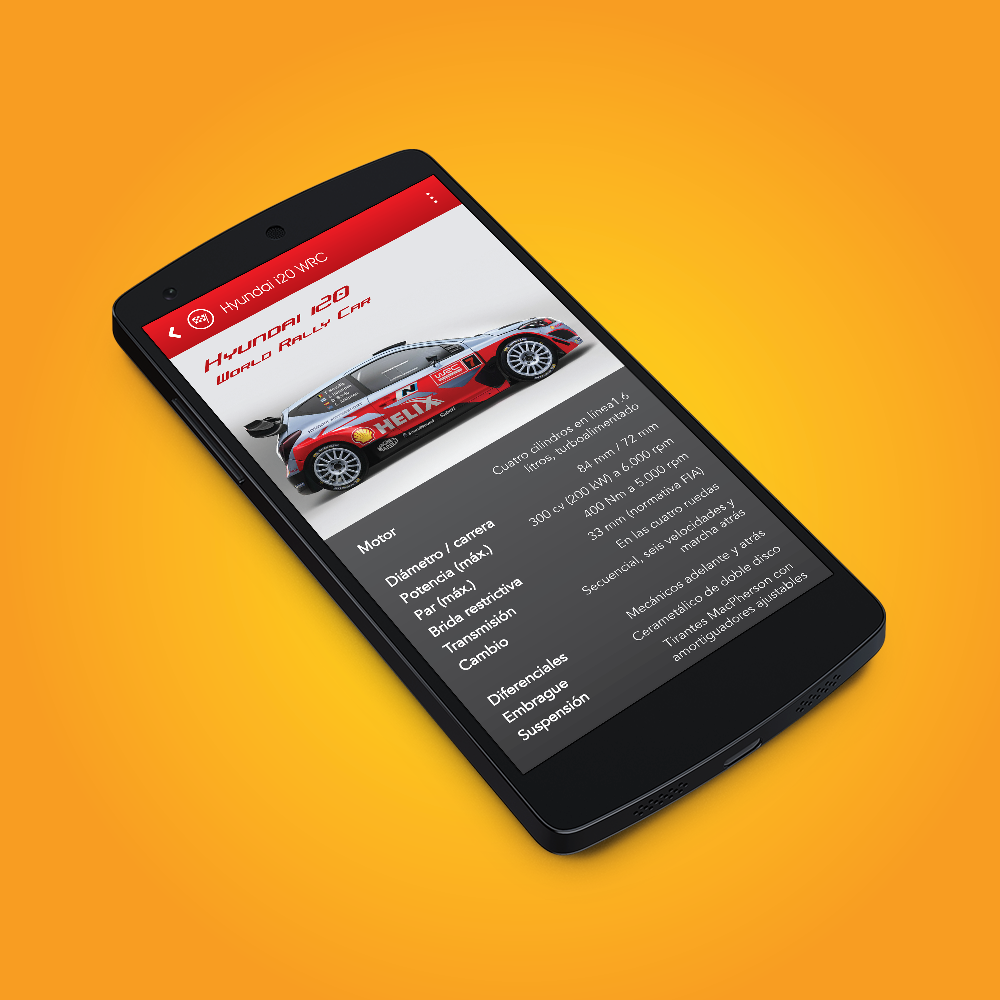 Hyundai i20 WRC
Hyundai i20
World Rally Car
WRC
7
N
HELIX
Shell
Motor
Cuatro cilindros en línea1.6
litros, turboalimentado
Diámetro / carrera
84 mm / 72 mm
Potencia (máx.)
300 cv (200 kW) a 6.000 rpm
Par (máx.)
400 Nm a 5.000 rpm
Brida restrictiva
33 mm (normativa FIA)
Transmisión
En las cuatro ruedas
Cambio
Secuencial, seis velocidades y
marcha atrás
Diferenciales
Mecánicos adelante y atrás
Embrague
Cerametálico de doble disco
Suspensión
Tirantes MacPherson con
amortiguadores ajustables